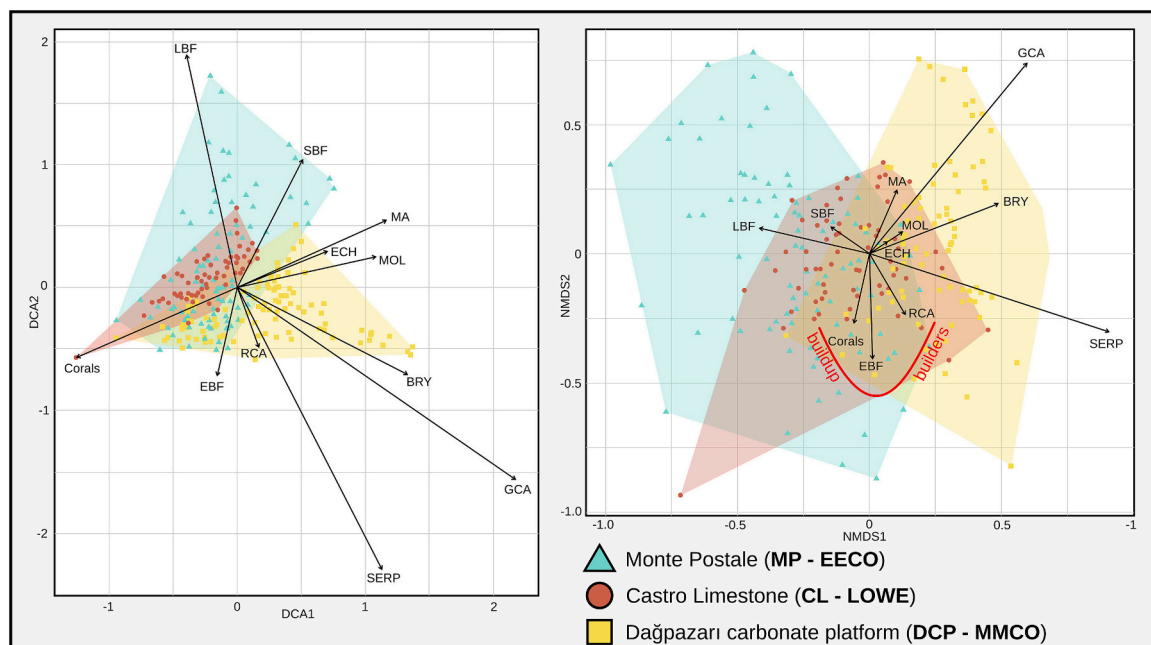 2
1
0
-1
-2
DCA2
LBF
SBF
MA
ECH
MOL
Corals
RCA
EBF
BRY
GCA
SERP
-1
0
1
2
DCA1
0.5
0
-0.5
-1.0
NMDS2
GCA
MA
BRY
SBF
LBF
MOL
ECH
RCA
SERP
Corals
EBF
buildup
builders
-1.0
-0.5
0
0.5
-1
NMDS1
Monte Postale (MP - EECO)
Castro Limestone (CL - LOWE)
Dağpazarı carbonate platform (DCP - MMCO)